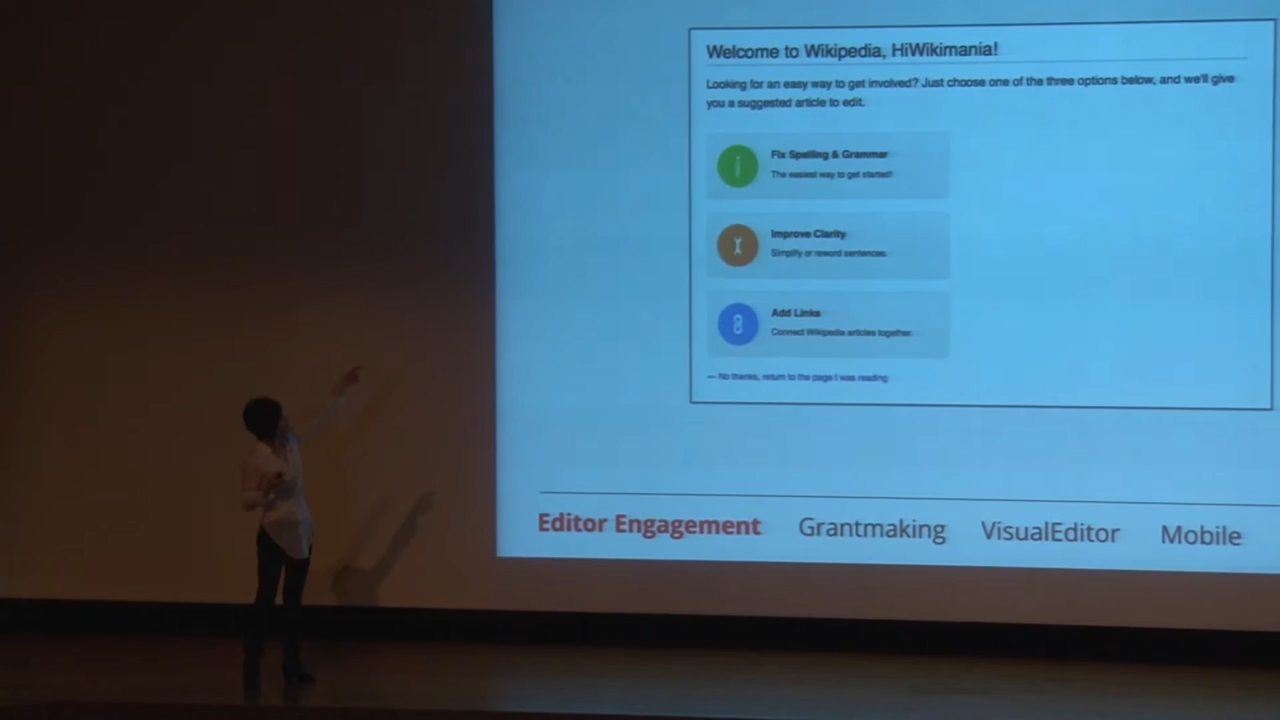 Welcome to Wikipedia, HiWikimania!
Looking for an easy way to get involved? Just choose one of the three options below, and we'll give
you a suggested article to edit.
Fix Spelling & Grammar
The easiest way to get started!
Improve Clarity
Simplify or reword sentences.
Add Links
Connect Wikipedia articles together.
— No thanks, return to the page I was reading
Editor Engagement Grantmaking VisualEditor Mobile